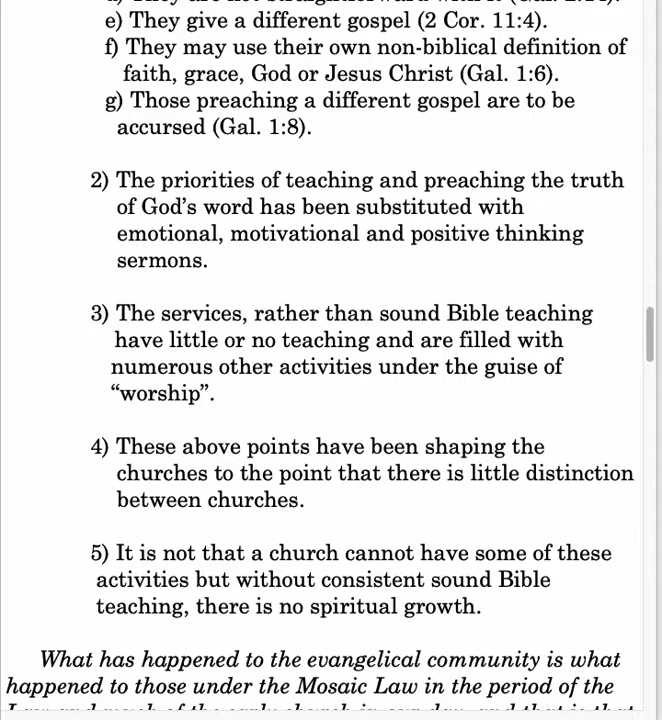 e) They give a different gospel (2 Cor. 11:4).
f) They may use their own non-biblical definition of
faith, grace, God or Jesus Christ (Gal. 1:6).
g) Those preaching a different gospel are to be
accursed (Gal. 1:8).
2) The priorities of teaching and preaching the truth
of God's word has been substituted with
emotional, motivational and positive thinking
sermons.
3) The services, rather than sound Bible teaching
have little or no teaching and are filled with
numerous other activities under the guise of
“worship”.
4) These above points have been shaping the
churches to the point that there is little distinction
between churches.
5) It is not that a church cannot have some of these
activities but without consistent sound Bible
teaching, there is no spiritual growth.
What has happened to the evangelical community is what
happened to those under the Mosaic Law in the period of the